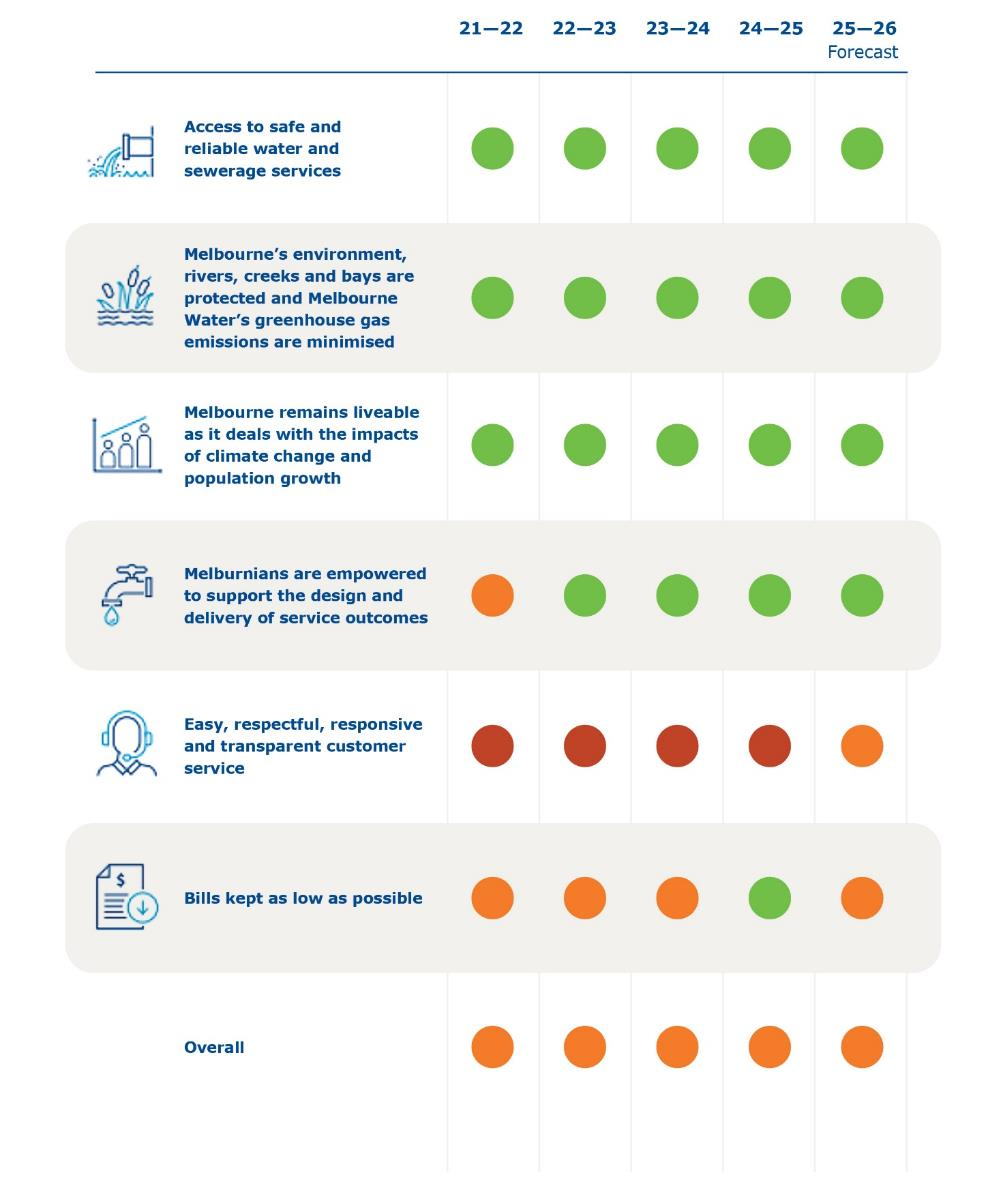 21—22 22—23 23—24 24—25 25—26
Forecast
Access to safe and
reliable water and
sewerage services
Melbourne’s environment,
rivers, creeks and bays are
protected and Melbourne
Water’s greenhouse gas
emissions are minimised
Melbourne remains liveable
as it deals with the impacts
of climate change and
population growth
Melburnians are empowered
to support the design and
delivery of service outcomes
Easy, respectful, responsive
and transparent customer
service
$
Bills kept as low as possible
Overall